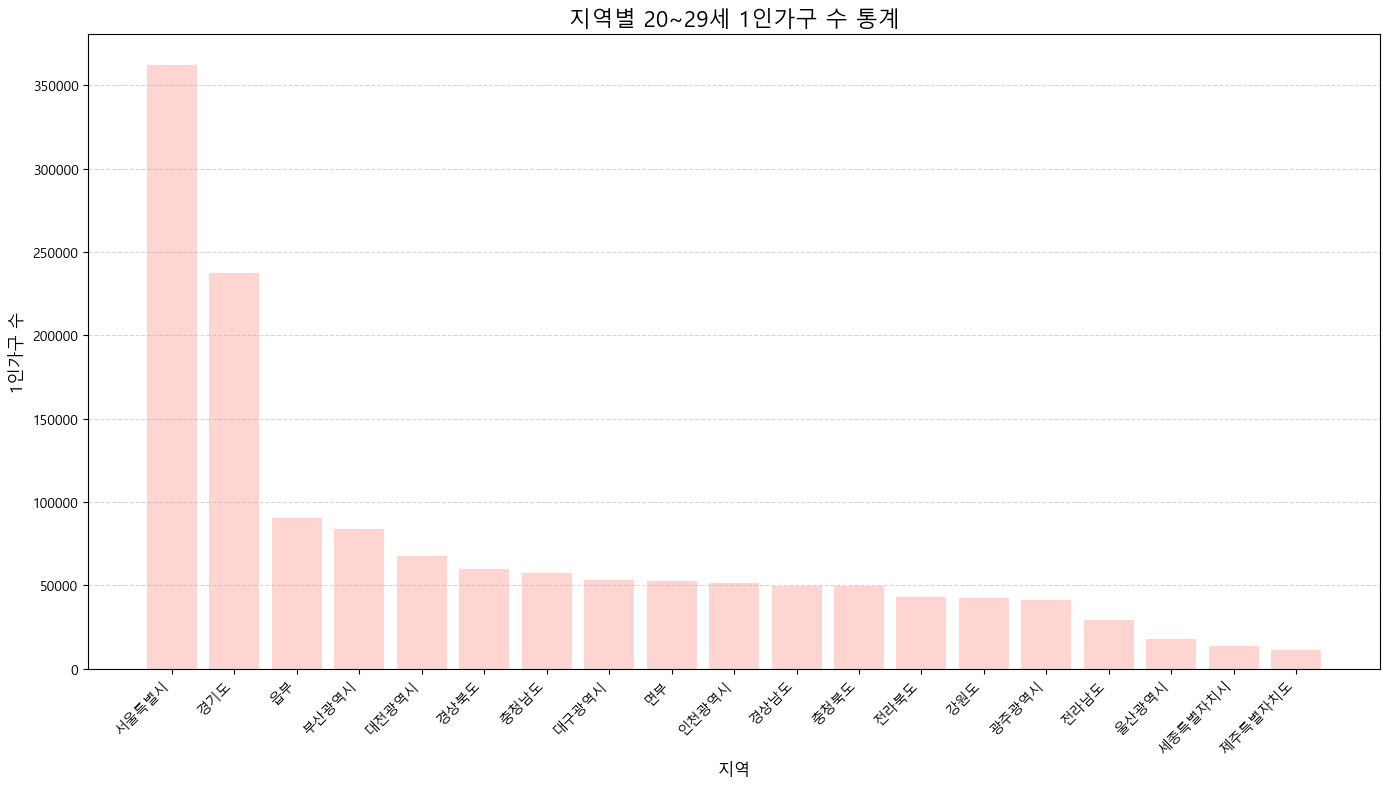 지역별 20~29세 1인가구 수 통계
350000
300000
250000
200000
150000
100000
50000
0
1인가구 수
서울특별시
경기도
읍부
부산광역시
대전광역시
경상북도
충청남도
대구광역시
면부
인천광역시
경상남도
충청북도
전라북도
강원도
광주광역시
전라남도
울산광역시
세종특별자치시
제주특별자치도
지역